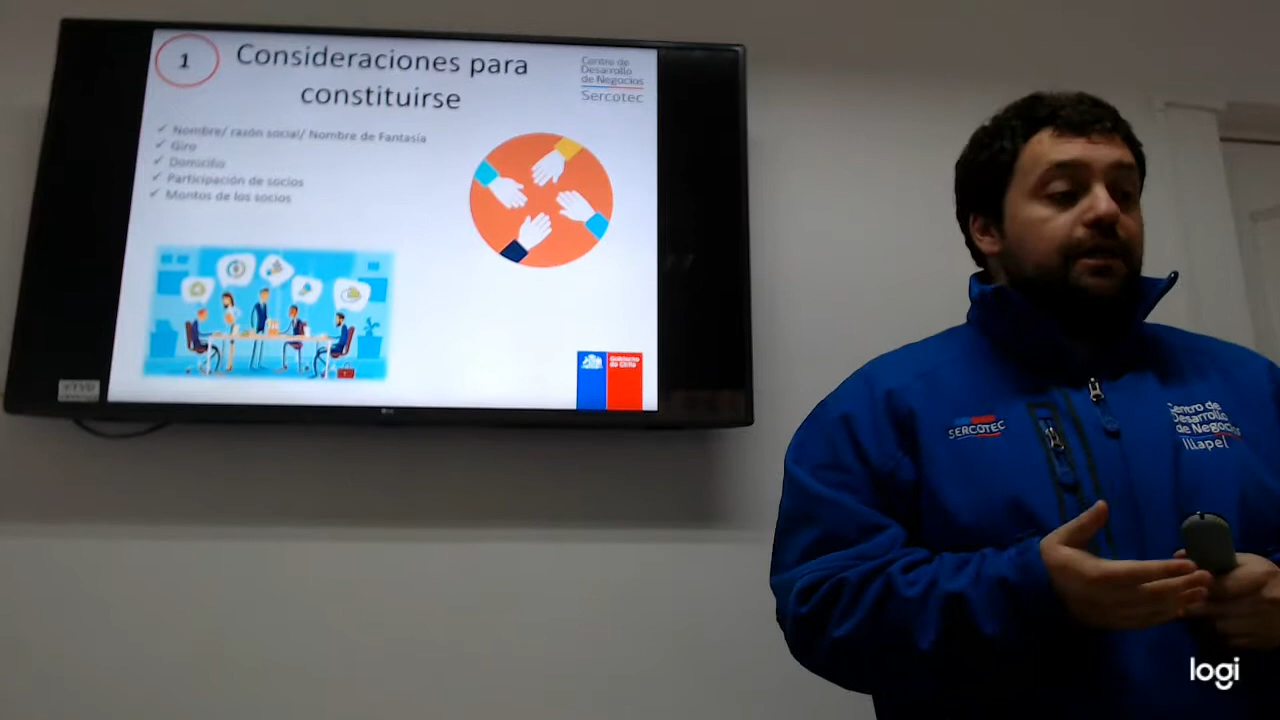 1
Consideraciones para
constituirse
Centro de
Desarrollo
de Negocios
Sercotec
Nombre/ razón social/ Nombre de Fantasía
Giro
Domicilio
Participación de socios
Montos de los socios
Gobierno
de Chile
LG
SERCOTEC
Centro de
Desarrollo
de Negocios
Illapel
logi